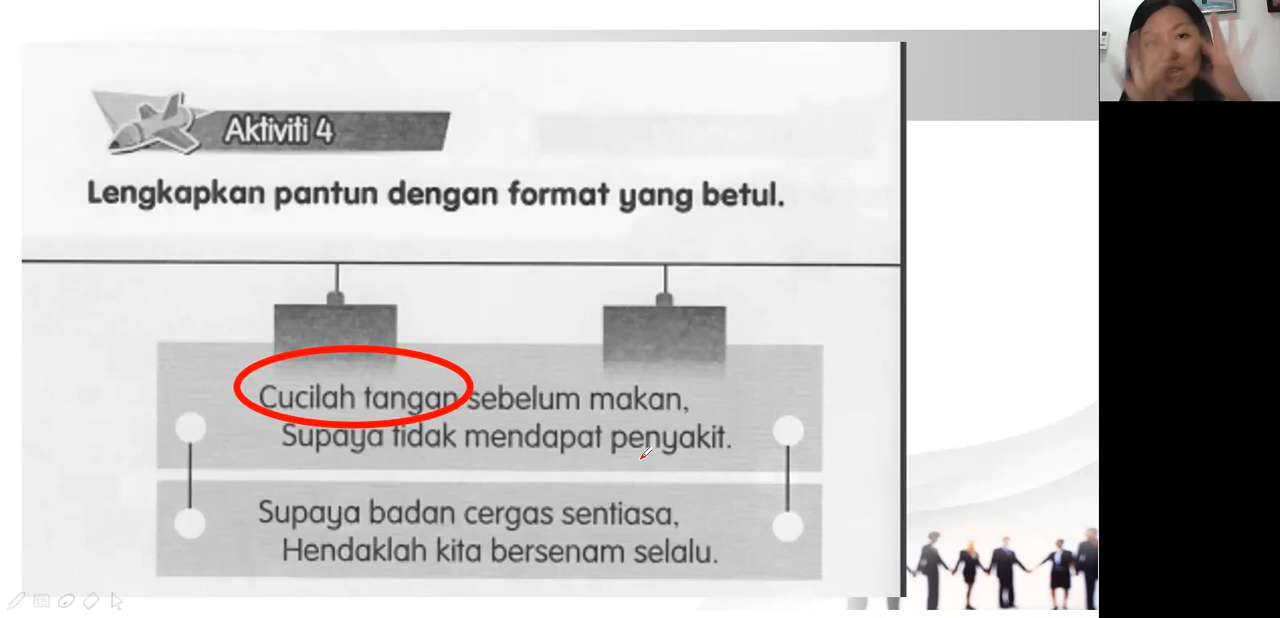 Aktiviti 4
Lengkapkan pantun dengan format yang betul.
Cucilah tangan sebelum makan,
Supaya tidak mendapat penyakit.
Supaya badan cergas sentiasa,
Hendaklah kita bersenam selalu.